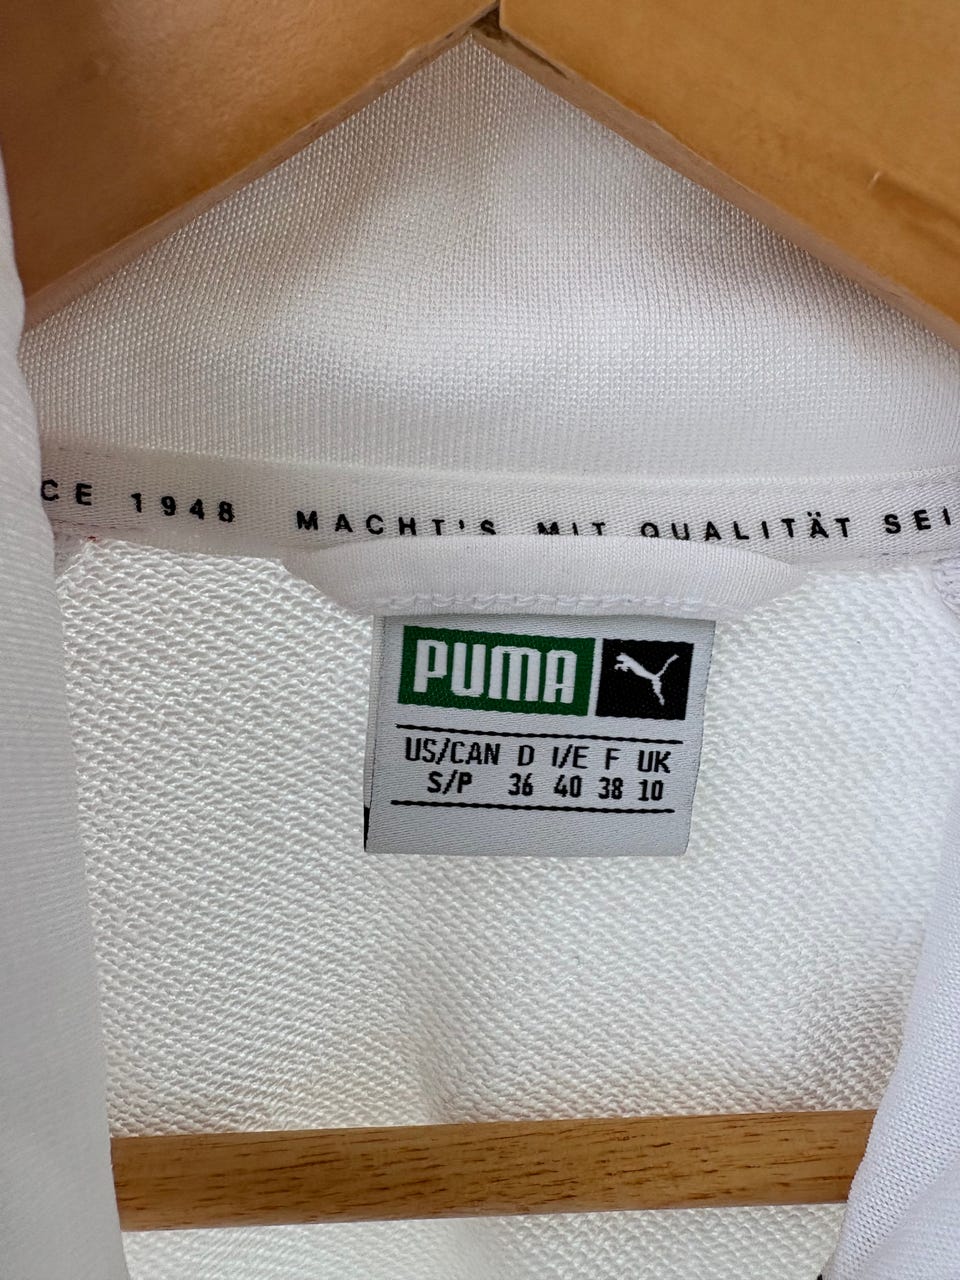 CE 1948 MACHT'S MIT QUALITÄT SEI
PUMA
US/CAN D I/E F UK
S/P 36 40 38 10